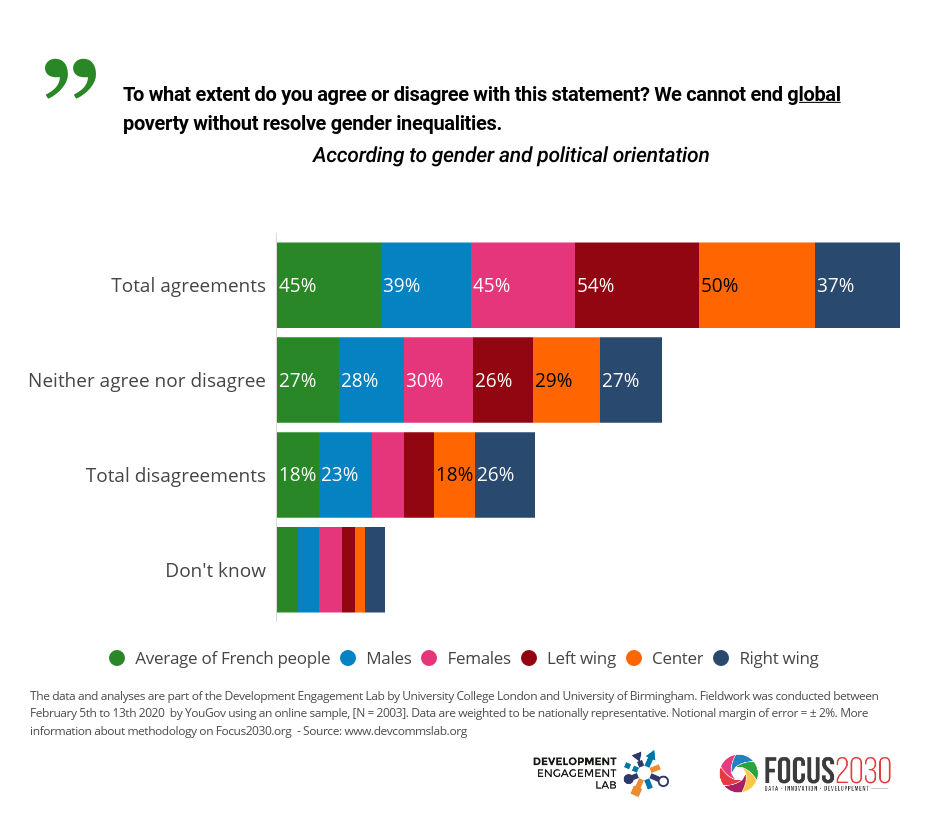 ”
To what extent do you agree or disagree with this statement? We cannot end global
poverty without resolve gender inequalities.
According to gender and political orientation
Total agreements 45% 39% 45% 54% 50% 37%
Neither agree nor disagree 27% 28% 30% 26% 29% 27%
Total disagreements 18% 23% 18% 26%
Don't know
Average of French people Males Females Left wing Center Right wing
The data and analyses are part of the Development Engagement Lab by University College London and University of Birmingham. Fieldwork was conducted between
February 5th to 13th 2020 by YouGov using an online sample, [N = 2003]. Data are weighted to be nationally representative. Notional margin of error = ± 2%. More
information about methodology on Focus2030.org - Source: www.devcommslab.org
DEVELOPMENT
ENGAGEMENT
LAB
FOCUS2030
DATA · INNOVATION · DEVELOPPEMENT